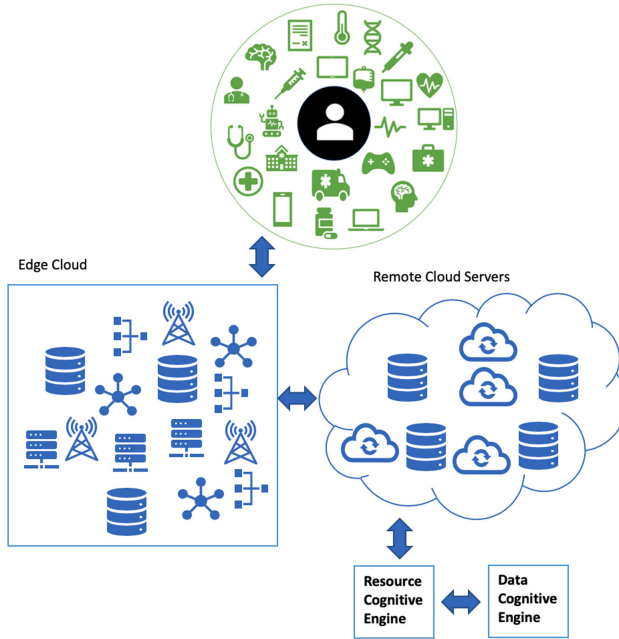 Edge Cloud
Remote Cloud Servers
Resource
Cognitive
Engine
Data
Cognitive
Engine